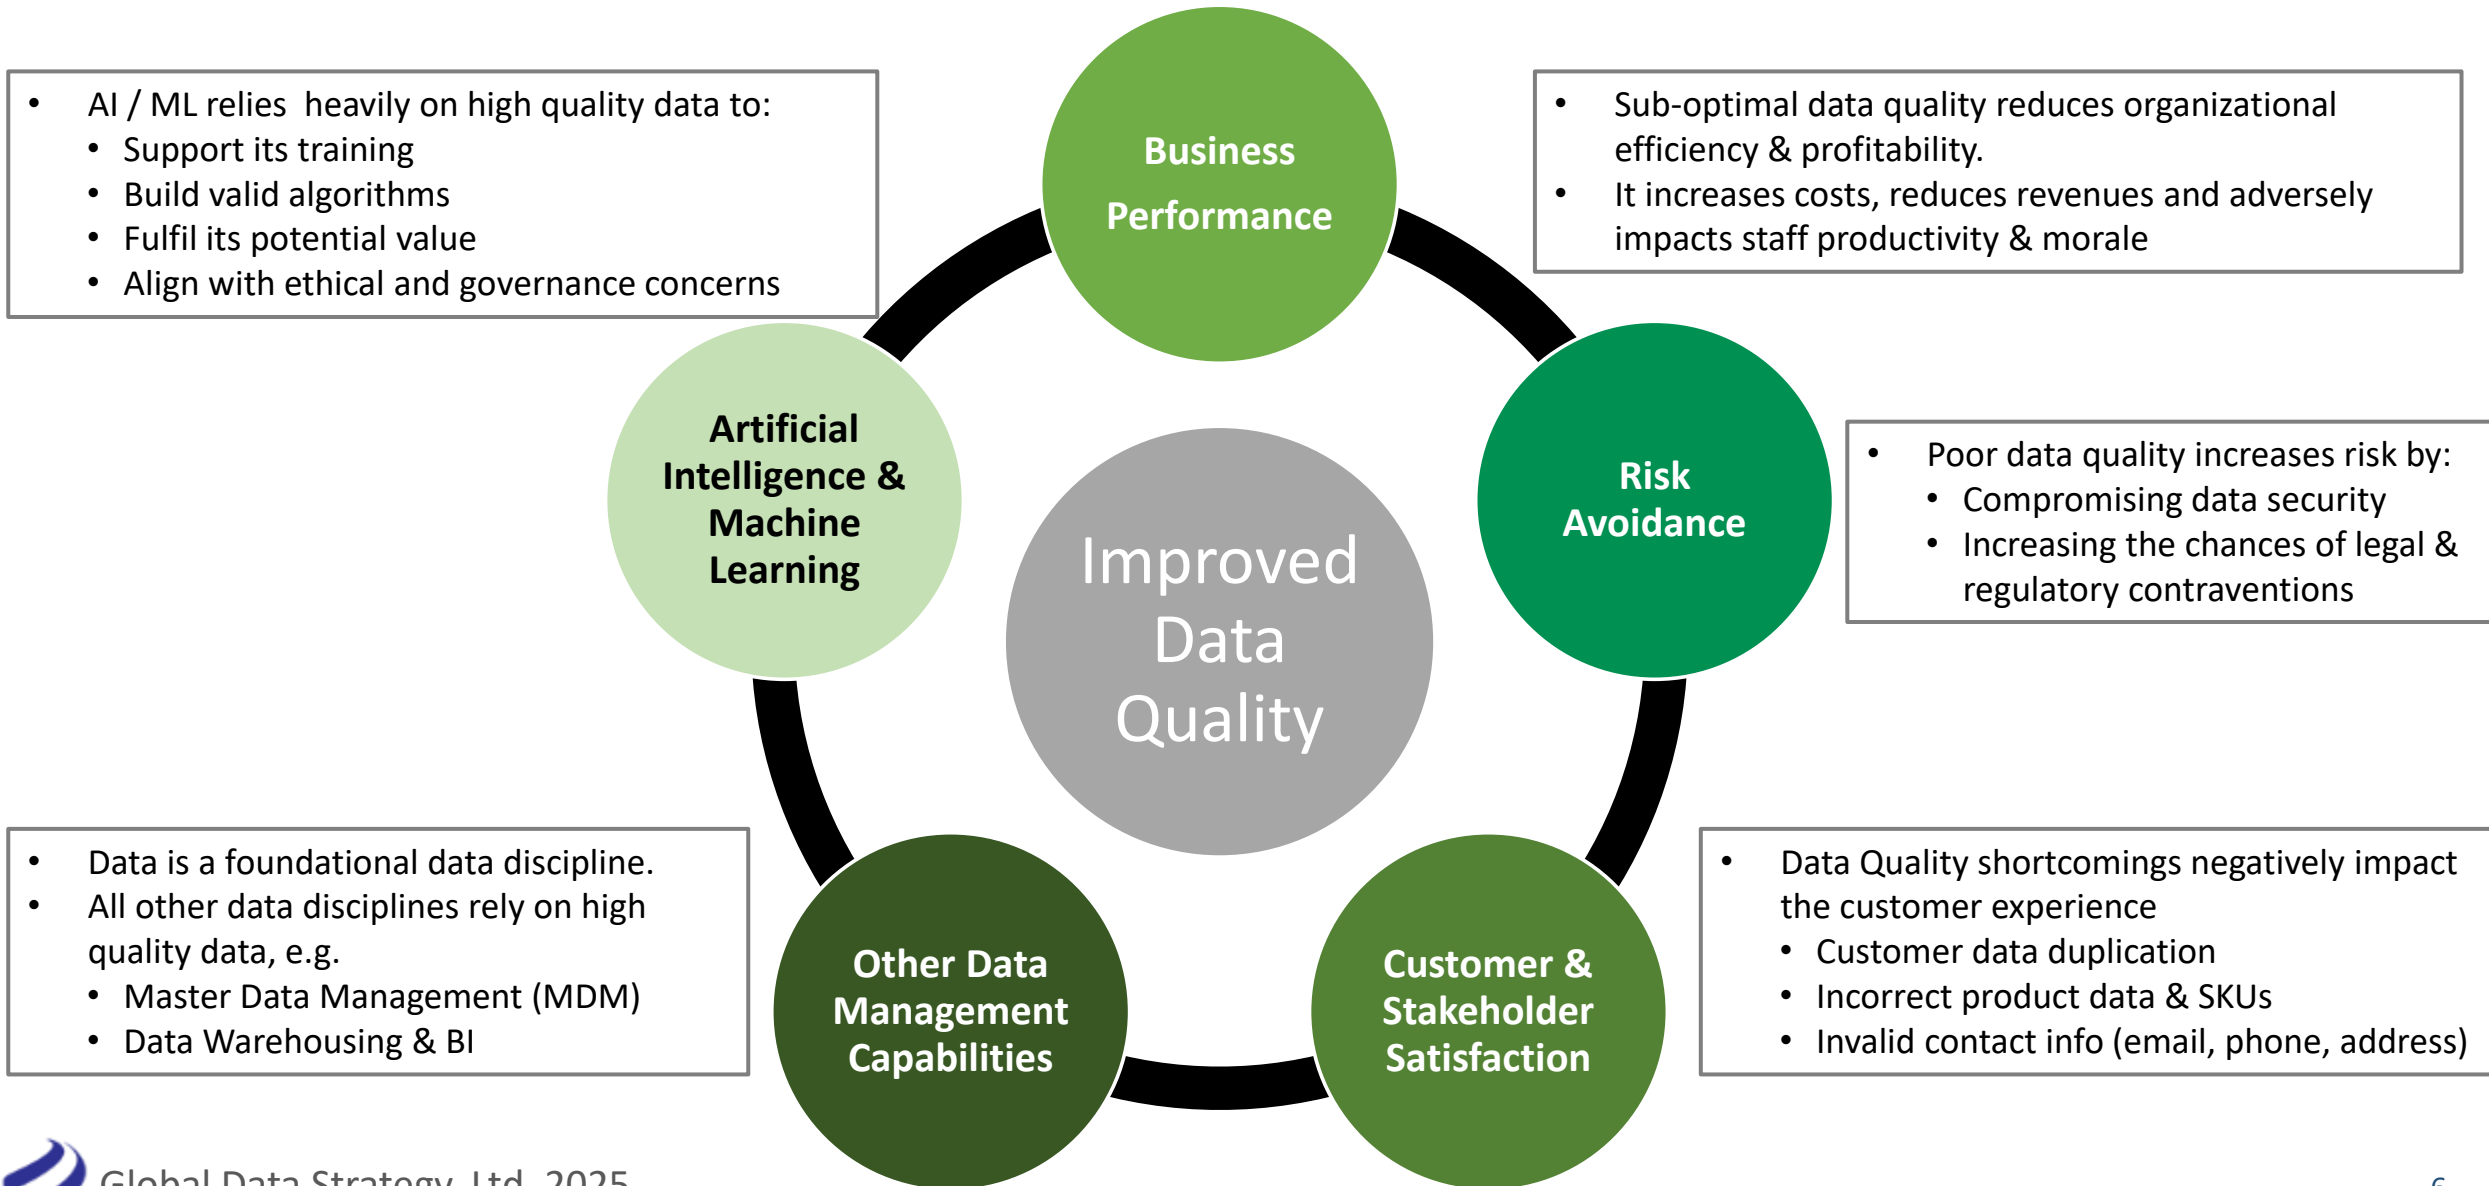 Business
Performance
• AI / ML relies heavily on high quality data to:
• Support its training
• Build valid algorithms
• Fulfil its potential value
• Align with ethical and governance concerns
• Sub-optimal data quality reduces organizational
efficiency & profitability.
• It increases costs, reduces revenues and adversely
impacts staff productivity & morale
Artificial
Intelligence &
Machine
Learning
Risk
Avoidance
• Poor data quality increases risk by:
• Compromising data security
• Increasing the chances of legal &
regulatory contraventions
Improved
Data
Quality
• Data is a foundational data discipline.
• All other data disciplines rely on high
quality data, e.g.
• Master Data Management (MDM)
• Data Warehousing & BI
Other Data
Management
Capabilities
Customer &
Stakeholder
Satisfaction
• Data Quality shortcomings negatively impact
the customer experience
• Customer data duplication
• Incorrect product data & SKUs
• Invalid contact info (email, phone, address)
Global Data Strategy, Ltd. 2025
6